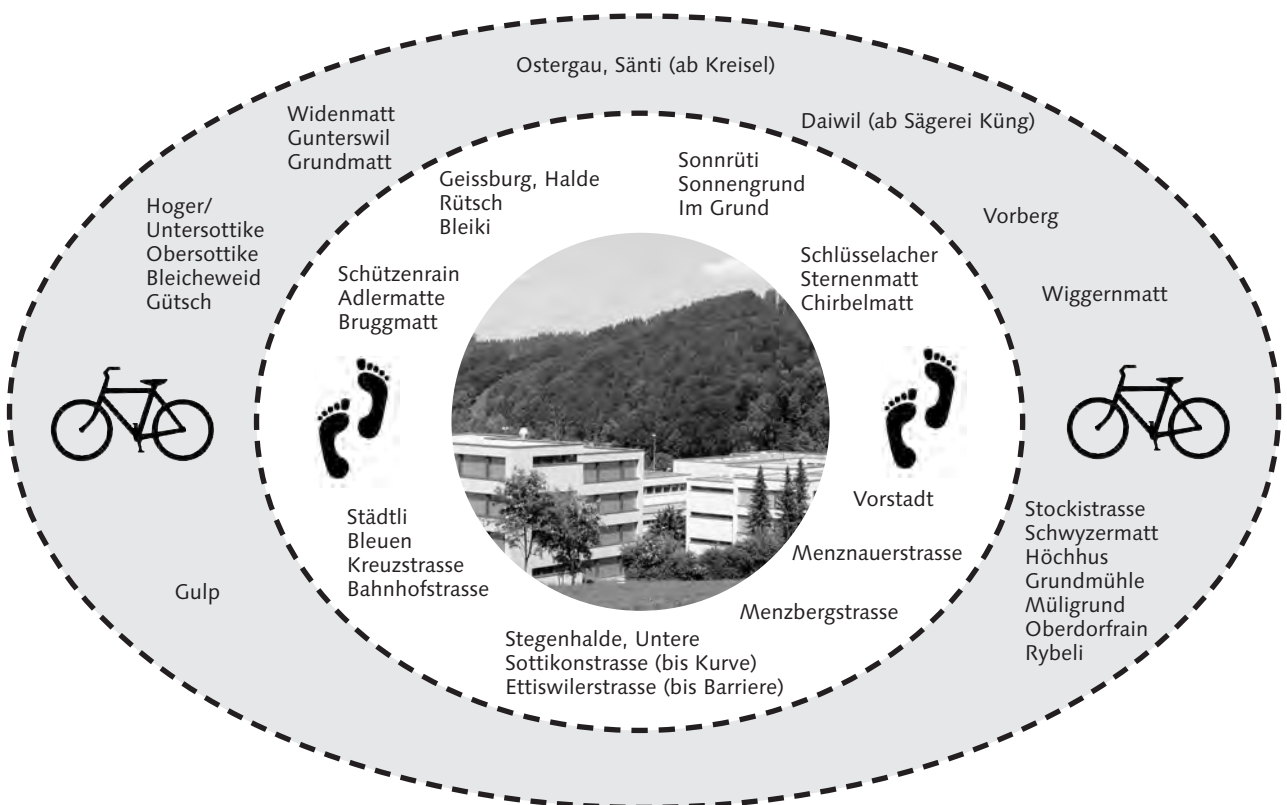 Ostergau, Sänti (ab Kreisel)
Widenmatt
Gunterswil
Grundmatt
Daiwil (ab Sägerei Küng)
Geissburg, Halde
Rütsch
Bleiki
Sonnrüti
Sonnengrund
Im Grund
Hoger/
Untersottike
Obersottike
Bleicheweid
Gütsch
Vorberg
Schützenrain
Adlermatte
Bruggmatt
Schlüsselacher
Sternenmatt
Chirbelmatt
Wiggernmatt
Städtli
Bleuen
Kreuzstrasse
Bahnhofstrasse
Vorstadt
Menznauerstrasse
Menzbergstrasse
Stockistrasse
Schwyzermatt
Höchhus
Grundmühle
Müligrund
Oberdorfrain
Rybeli
Gulp
Stegenhalde, Untere
Sottikonstrasse (bis Kurve)
Ettiswilerstrasse (bis Barriere)